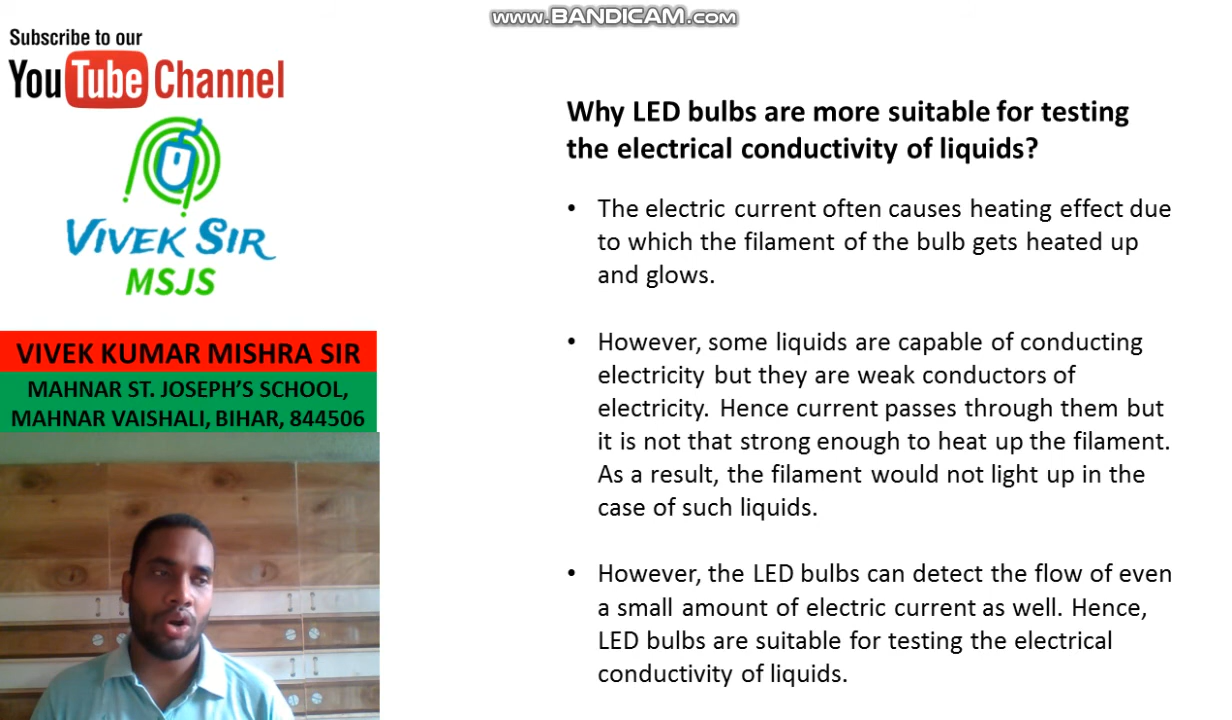 www.BANDICAM.com
Subscribe to our
YouTube Channel
VIVEK SIR
MSJS
VIVEK KUMAR MISHRA SIR
MAHNAR ST. JOSEPH'S SCHOOL,
MAHNAR VAISHALI, BIHAR, 844506
Why LED bulbs are more suitable for testing
the electrical conductivity of liquids?
• The electric current often causes heating effect due
to which the filament of the bulb gets heated up
and glows.
• However, some liquids are capable of conducting
electricity but they are weak conductors of
electricity. Hence current passes through them but
it is not that strong enough to heat up the filament.
As a result, the filament would not light up in the
case of such liquids.
• However, the LED bulbs can detect the flow of even
a small amount of electric current as well. Hence,
LED bulbs are suitable for testing the electrical
conductivity of liquids.